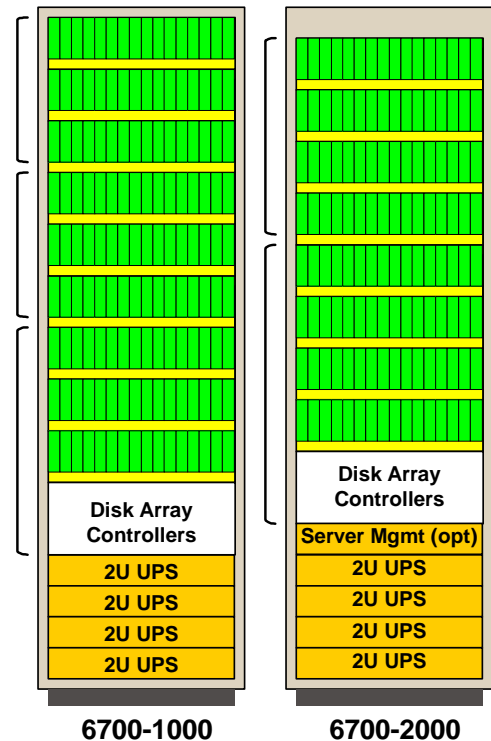 Disk Array
Controllers
2U UPS
2U UPS
2U UPS
2U UPS
6700-1000
Disk Array
Controllers
Server Mgmt (opt)
2U UPS
2U UPS
2U UPS
2U UPS
6700-2000